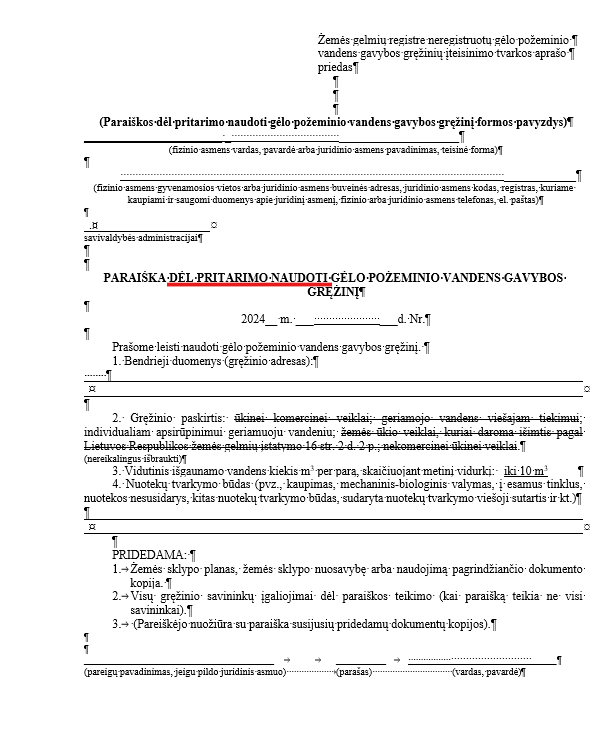 Žemės gelmių registre neregistruotų gėlo požeminio
vandens gavybos gręžinių įteisinimo tvarkos aprašo
priedas
(Paraiškos dėl pritarimo naudoti gėlo požeminio vandens gavybos gręžinį formos pavyzdys)
(fizinio asmens vardas, pavardė arba juridinio asmens pavadinimas, teisinė forma)
(fizinio asmens gyvenamosios vietos arba juridinio asmens buveinės adresas, juridinio asmens kodas, registras, kuriame
kaupiami ir saugomi duomenys apie juridinį asmenį, fizinio arba juridinio asmens telefonas, el. paštas)
savivaldybės administracijai
PARAIŠKA DĖL PRITARIMO NAUDOTI GĖLO POŽEMINIO VANDENS GAVYBOS
GRĘŽINĮ
2024__ m. ____ d. Nr.
Prašome leisti naudoti gėlo požeminio vandens gavybos gręžinį.
1. Bendrieji duomenys (gręžinio adresas):
2. Gręžinio paskirtis: ūkinei komercinei veiklai; geriamojo vandens viešajam tiekimui;
individualiam apsirūpinimui geriamuoju vandeniu; žemės ūkio veiklai, kuriai daroma išimtis pagal
Lietuvos Respublikos žemės gelmių įstatymo 16 str. 2 d. 2 p.; nekomercinei ūkinei veiklai.
(nereikalingus išbraukti)
3. Vidutinis išgaunamo vandens kiekis m³ per parą, skaičiuojant metinį vidurkį: iki 10 m³
4. Nuotekų tvarkymo būdas (pvz., kaupimas, mechaninis-biologinis valymas, į esamus tinklus,
nuotekos nesusidarys, kitas nuotekų tvarkymo būdas, sudaryta nuotekų tvarkymo viešoji sutartis ir kt.)
PRIDEDAMA:
1. Žemės sklypo planas, žemės sklypo nuosavybę arba naudojimą pagrindžiančio dokumento
kopija.
2. Visų gręžinio savininkų įgaliojimai dėl paraiškos teikimo (kai paraišką teikia ne visi
savininkai).
3. (Pareiškėjo nuožiūra su paraiška susijusių pridedamų dokumentų kopijos).
(pareigų pavadinimas, jeigu pildo juridinis asmuo) (parašas) (vardas, pavardė)